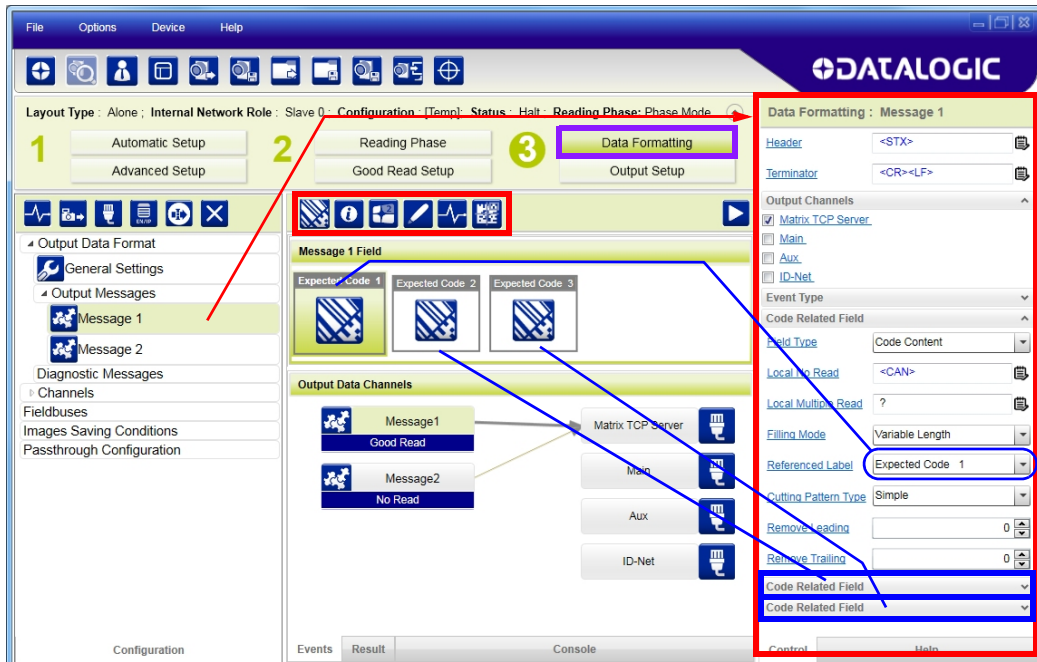 File Options Device Help
DATALOGIC
Layout Type : Alone ; Internal Network Role : Slave 0 ; Configuration : [Temp]; Status : Halt ; Reading Phase: Phase Mode
1
Automatic Setup
Advanced Setup
2
Reading Phase
Good Read Setup
3
Data Formatting
Output Setup
Output Data Format
General Settings
Output Messages
Message 1
Message 2
Diagnostic Messages
Channels
Fieldbuses
Images Saving Conditions
Passthrough Configuration
Configuration
Message 1 Field
Expected Code 1
Expected Code 2
Expected Code 3
Output Data Channels
Message1
Good Read
Message2
No Read
Matrix TCP Server
Main
Aux
ID-Net
Events Result Console
Data Formatting : Message 1
Header <STX>
Terminator <CR><LF>
Output Channels
Matrix TCP Server
Main
Aux
ID-Net
Event Type
Code Related Field
Field Type Code Content
Local No Read <CAN>
Local Multiple Read ?
Filling Mode Variable Length
Referenced Label Expected Code 1
Cutting Pattern Type Simple
Remove Leading 0
Remove Trailing 0
Code Related Field
Code Related Field
Control Help